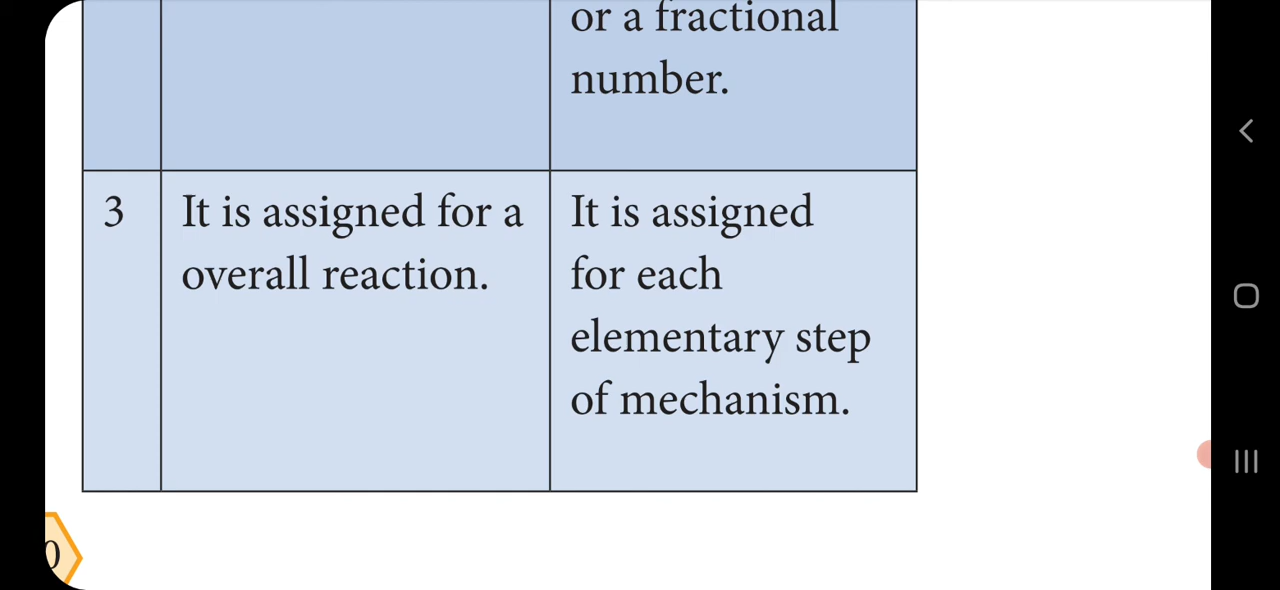 or a fractional
number.
3
It is assigned for a
overall reaction.
It is assigned
for each
elementary step
of mechanism.
0